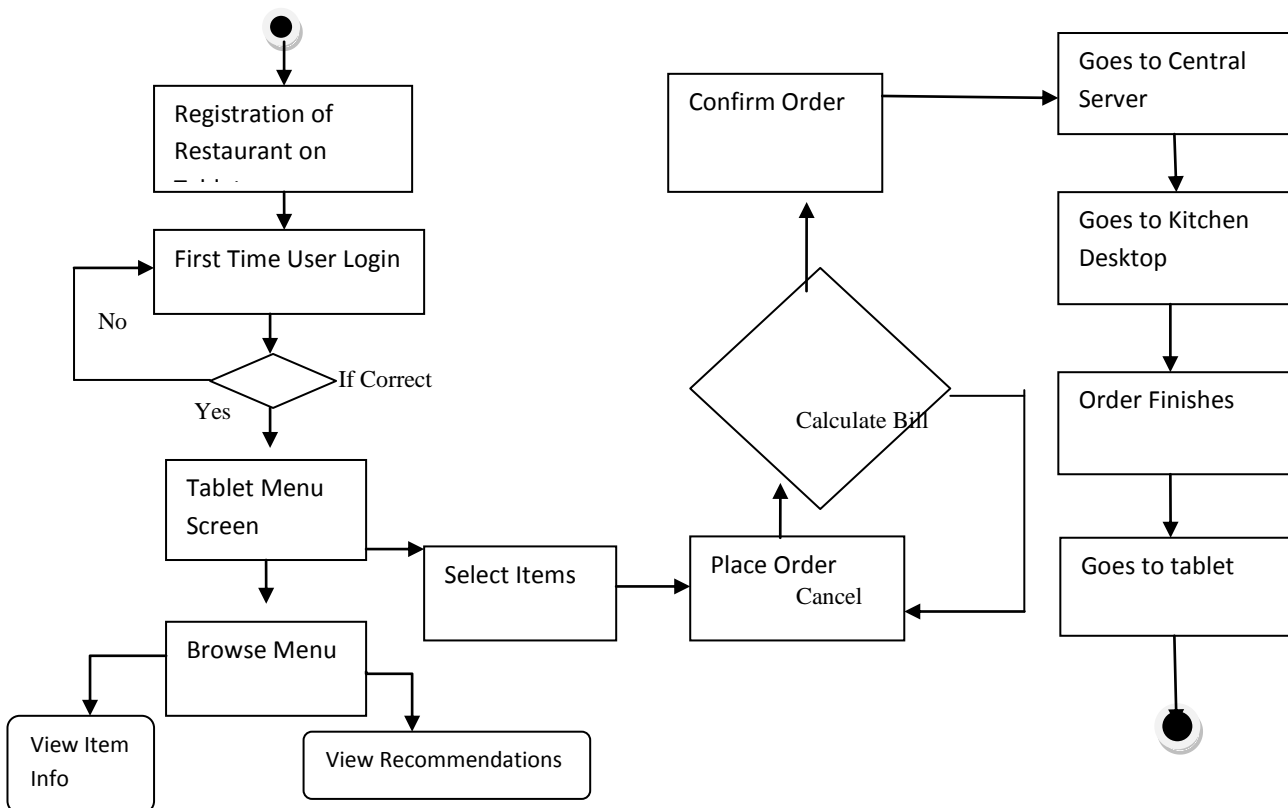 Registration of
Restaurant on
First Time User Login
No
If Correct
Yes
Tablet Menu
Screen
Select Items
Browse Menu
View Item
Info
View Recommendations
Confirm Order
Calculate Bill
Place Order
Cancel
Goes to Central
Server
Goes to Kitchen
Desktop
Order Finishes
Goes to tablet